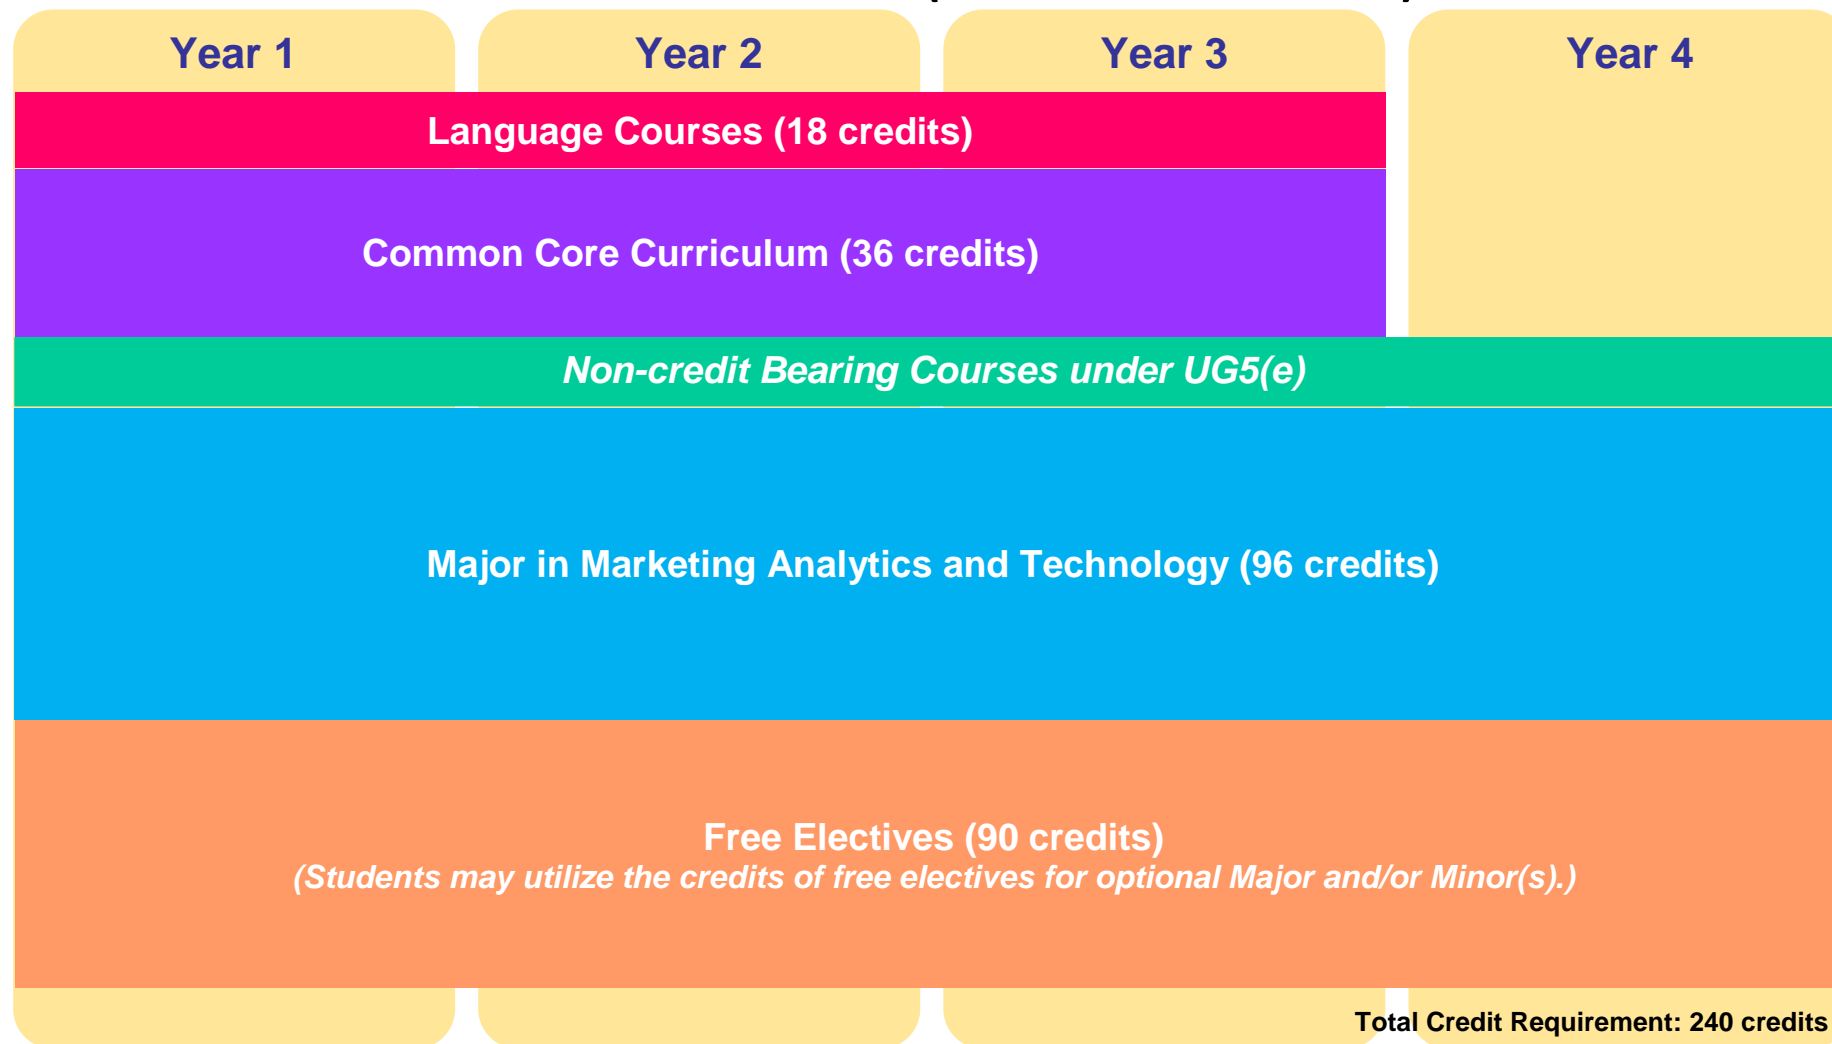 Year 1
Year 2
Year 3
Year 4
Language Courses (18 credits)
Common Core Curriculum (36 credits)
Non-credit Bearing Courses under UG5(e)
Major in Marketing Analytics and Technology (96 credits)
Free Electives (90 credits)
(Students may utilize the credits of free electives for optional Major and/or Minor(s).)
Total Credit Requirement: 240 credits